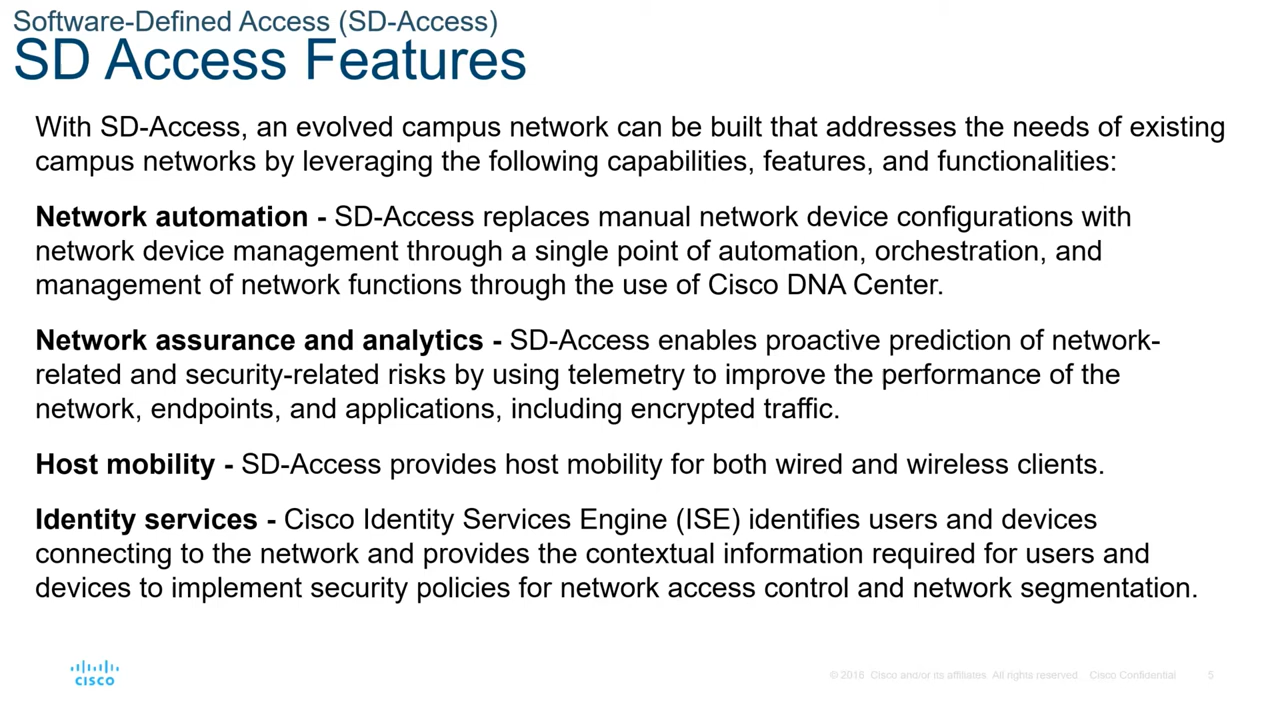 Software-Defined Access (SD-Access)
SD Access Features
With SD-Access, an evolved campus network can be built that addresses the needs of existing
campus networks by leveraging the following capabilities, features, and functionalities:
Network automation - SD-Access replaces manual network device configurations with
network device management through a single point of automation, orchestration, and
management of network functions through the use of Cisco DNA Center.
Network assurance and analytics - SD-Access enables proactive prediction of network-
related and security-related risks by using telemetry to improve the performance of the
network, endpoints, and applications, including encrypted traffic.
Host mobility - SD-Access provides host mobility for both wired and wireless clients.
Identity services - Cisco Identity Services Engine (ISE) identifies users and devices
connecting to the network and provides the contextual information required for users and
devices to implement security policies for network access control and network segmentation.
CISCO
© 2016 Cisco and/or its affiliates. All rights reserved Cisco Confidential 5